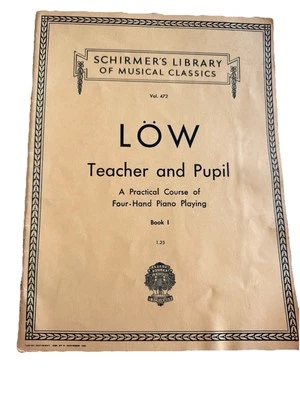 SCHIRMER'S LIBRARY
OF MUSICAL CLASSICS
Vol. 472
LÖW
Teacher and Pupil
A Practical Course of
Four-Hand Piano Playing
Book I
1.25